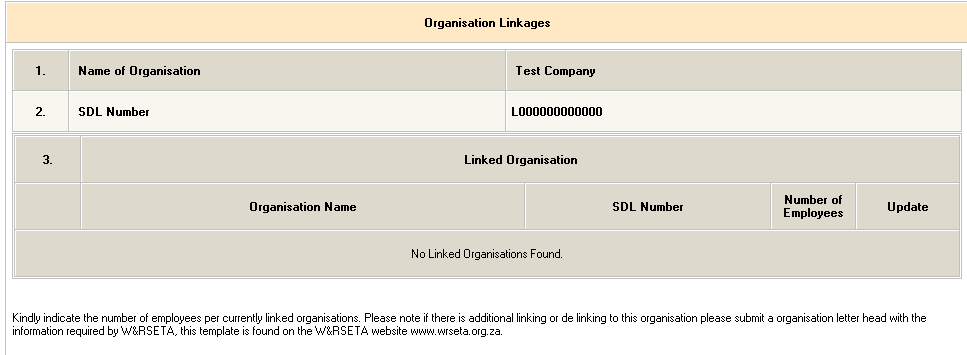 Organisation Linkages
1. Name of Organisation Test Company
2. SDL Number L000000000000
3. Linked Organisation
Organisation Name SDL Number Number of Employees Update
No Linked Organisations Found.
Kindly indicate the number of employees per currently linked organisations. Please note if there is additional linking or de linking to this organisation please submit a organisation letter head with the
information required by W&RSETA, this template is found on the W&RSETA website www.wrseta.org.za.